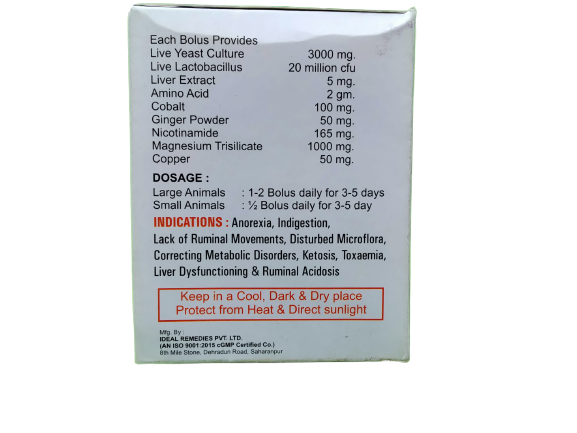 Each Bolus Provides
Live Yeast Culture 3000 mg.
Live Lactobacillus 20 million cfu
Liver Extract 5 mg.
Amino Acid 2 gm.
Cobalt 100 mg.
Ginger Powder 50 mg.
Nicotinamide 165 mg.
Magnesium Trisilicate 1000 mg.
Copper 50 mg.
DOSAGE :
Large Animals : 1-2 Bolus daily for 3-5 days
Small Animals : ½ Bolus daily for 3-5 day
INDICATIONS : Anorexia, Indigestion,
Lack of Ruminal Movements, Disturbed Microflora,
Correcting Metabolic Disorders, Ketosis, Toxaemia,
Liver Dysfunctioning & Ruminal Acidosis
Keep in a Cool, Dark & Dry place
Protect from Heat & Direct sunlight
Mfg. By :
IDEAL REMEDIES PVT. LTD.
(AN ISO 9001:2015 cGMP Certified Co.)
8th Mile Stone, Dehradun Road, Saharanpur